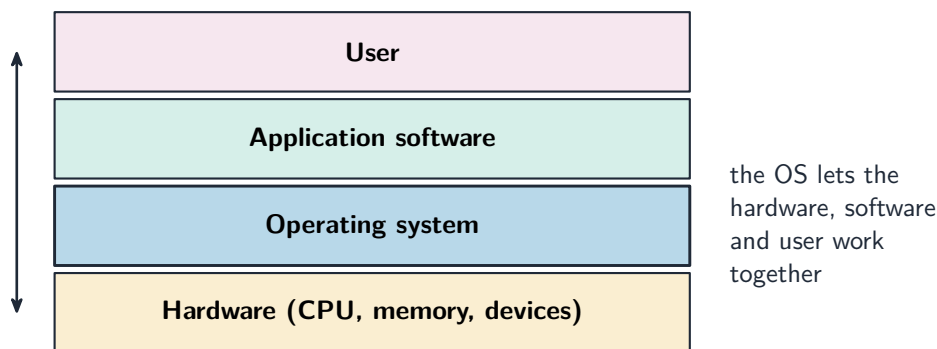 User
Application software
Operating system
Hardware (CPU, memory, devices)
the OS lets the
hardware, software
and user work
together